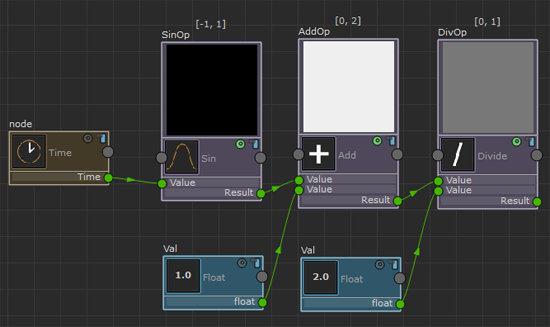 [-1, 1]
[0, 2]
[0, 1]
SinOp
AddOp
DivOp
node
Time
Time
Sin
Value
Result
Add
Value
Value
Result
Divide
Value
Value
Result
Val
1.0
Float
float
Val
2.0
Float
float